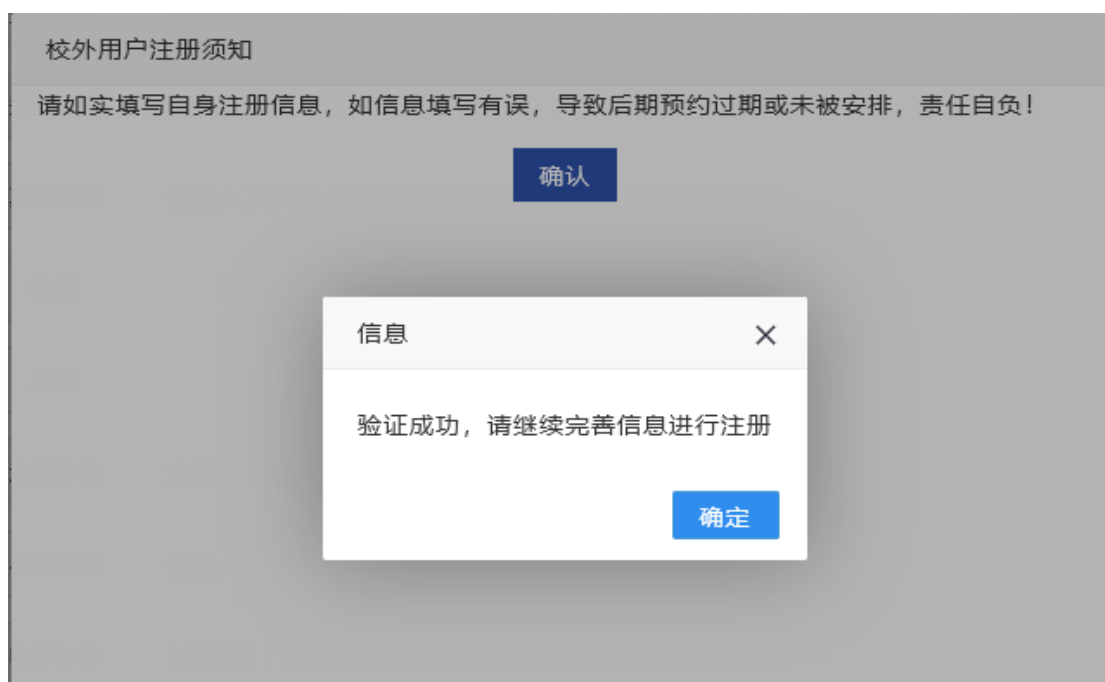 校外用户注册须知
请如实填写自身注册信息，如信息填写有误，导致后期预约过期或未被安排，责任自负！
确认
信息
验证成功，请继续完善信息进行注册
确定